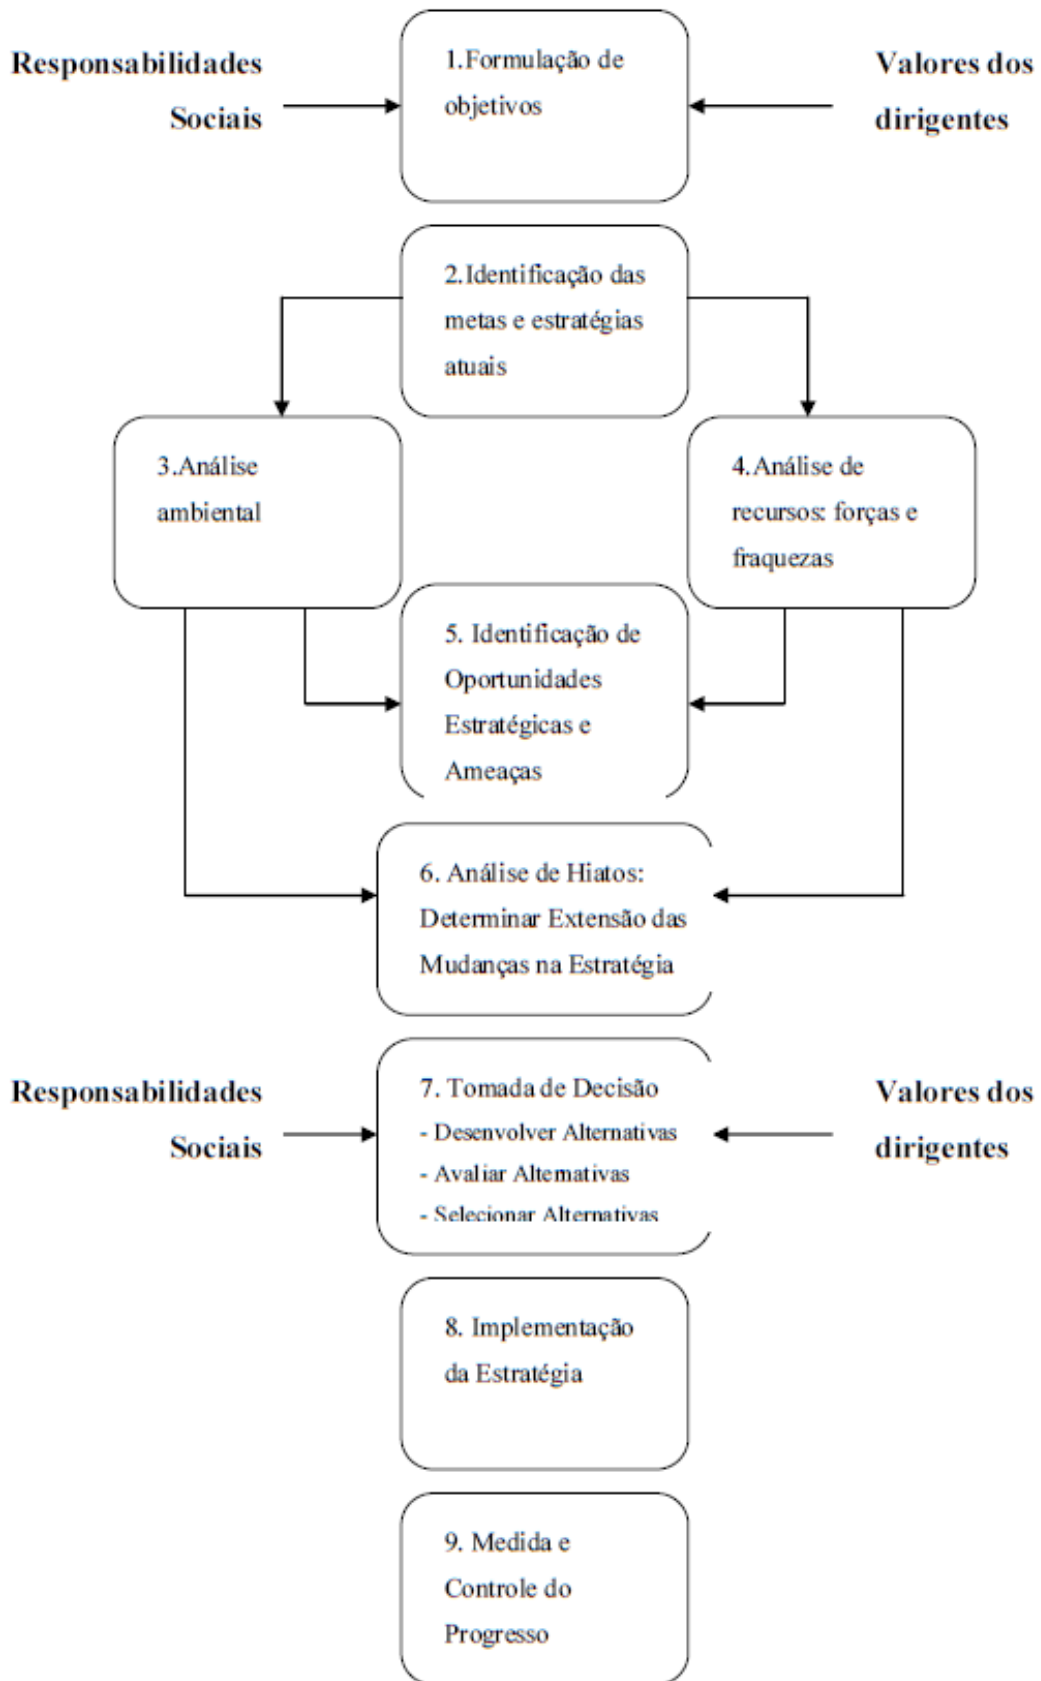 Responsabilidades
Sociais
1.Formulação de
objetivos
Valores dos
dirigentes
2.Identificação das
metas e estratégias
atuais
3.Análise
ambiental
4.Análise de
recursos: forças e
fraquezas
5. Identificação de
Oportunidades
Estratégicas e
Ameaças
6. Análise de Hiatos:
Determinar Extensão das
Mudanças na Estratégia
Responsabilidades
Sociais
7. Tomada de Decisão
- Desenvolver Alternativas
- Avaliar Alternativas
- Selecionar Alternativas
Valores dos
dirigentes
8. Implementação
da Estratégia
9. Medida e
Controle do
Progresso